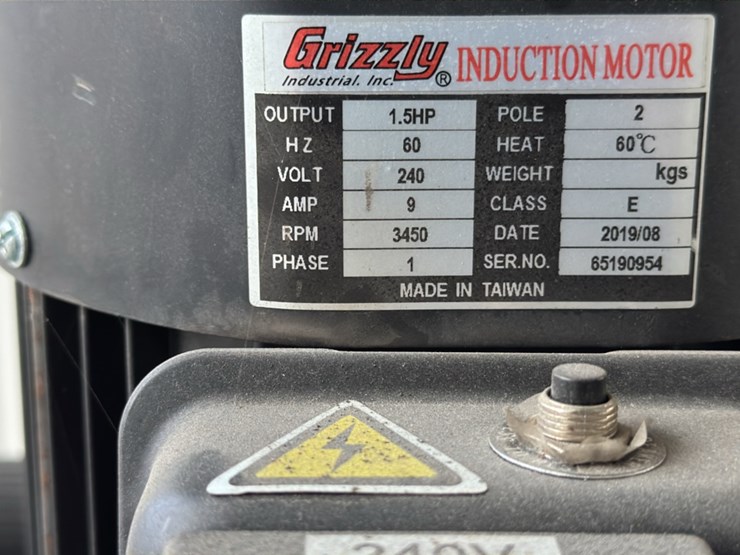 Grizzly Industrial, Inc.® INDUCTION MOTOR
OUTPUT 1.5HP POLE 2
HZ 60 HEAT 60℃
VOLT 240 WEIGHT kgs
AMP 9 CLASS E
RPM 3450 DATE 2019/08
PHASE 1 SER.NO. 65190954
MADE IN TAIWAN
240V